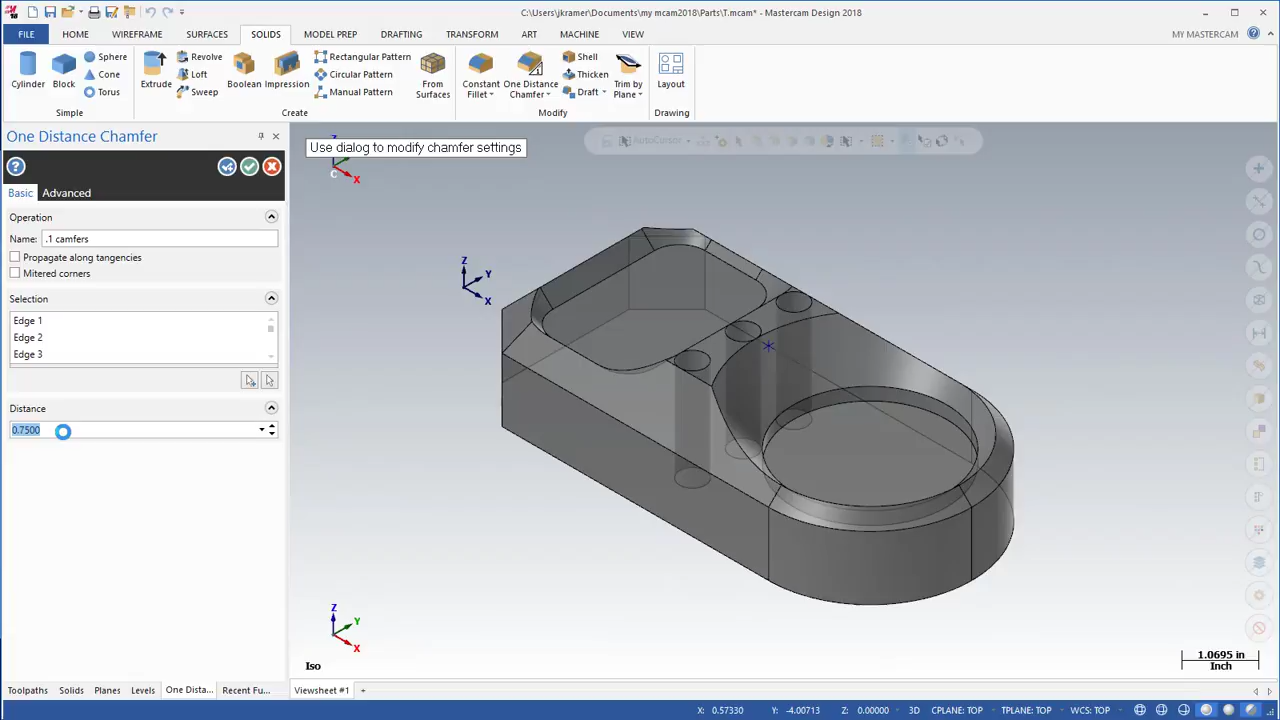 C:\Users\jkramer\Documents\my mcam2018\Parts\T.mcam* - Mastercam Design 2018
FILE HOME WIREFRAME SURFACES SOLIDS MODEL PREP DRAFTING TRANSFORM ART MACHINE VIEW MY MASTERCAM
Cylinder Block Sphere Cone Torus
Simple
Extrude Revolve Loft Sweep Boolean Impression Rectangular Pattern Circular Pattern Manual Pattern From Surfaces
Create
Constant Fillet One Distance Chamfer Shell Thicken Draft Trim by Plane
Modify
Layout
Drawing
One Distance Chamfer
Use dialog to modify chamfer settings
AutoCursor
Basic Advanced
Operation
Name: .1 camfers
Propagate along tangencies
Mitered corners
Selection
Edge 1
Edge 2
Edge 3
Distance
0.7500
Z
C
X
Z
Y
X
Z
Y
X
Iso
1.0695 in
Inch
Toolpaths Solids Planes Levels One Dista... Recent Fu... Viewsheet #1 +
X: 0.57330 Y: -4.00713 Z: 0.00000 3D CPLANE: TOP TPLANE: TOP WCS: TOP